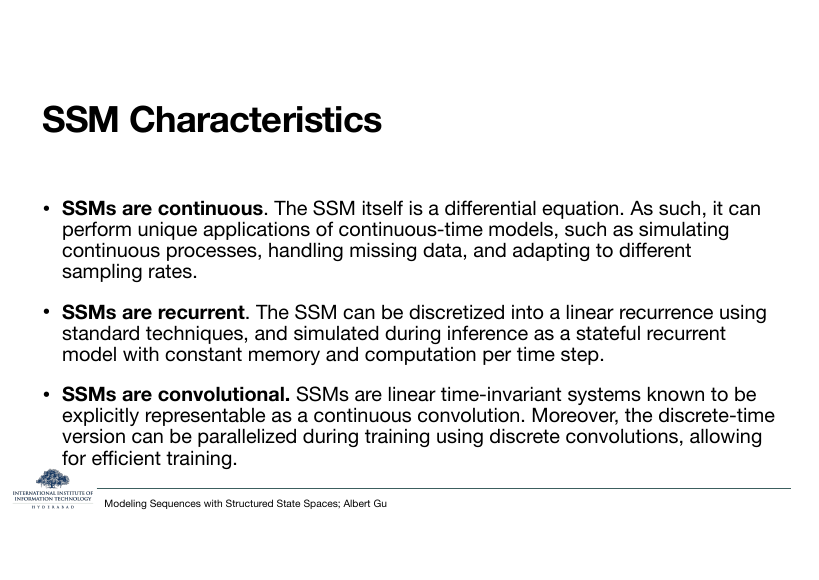 SSM Characteristics
• SSMs are continuous. The SSM itself is a differential equation. As such, it can
perform unique applications of continuous-time models, such as simulating
continuous processes, handling missing data, and adapting to different
sampling rates.
• SSMs are recurrent. The SSM can be discretized into a linear recurrence using
standard techniques, and simulated during inference as a stateful recurrent
model with constant memory and computation per time step.
• SSMs are convolutional. SSMs are linear time-invariant systems known to be
explicitly representable as a continuous convolution. Moreover, the discrete-time
version can be parallelized during training using discrete convolutions, allowing
for efficient training.
INTERNATIONAL INSTITUTE OF
INFORMATION TECHNOLOGY
HYDERABAD
Modeling Sequences with Structured State Spaces; Albert Gu